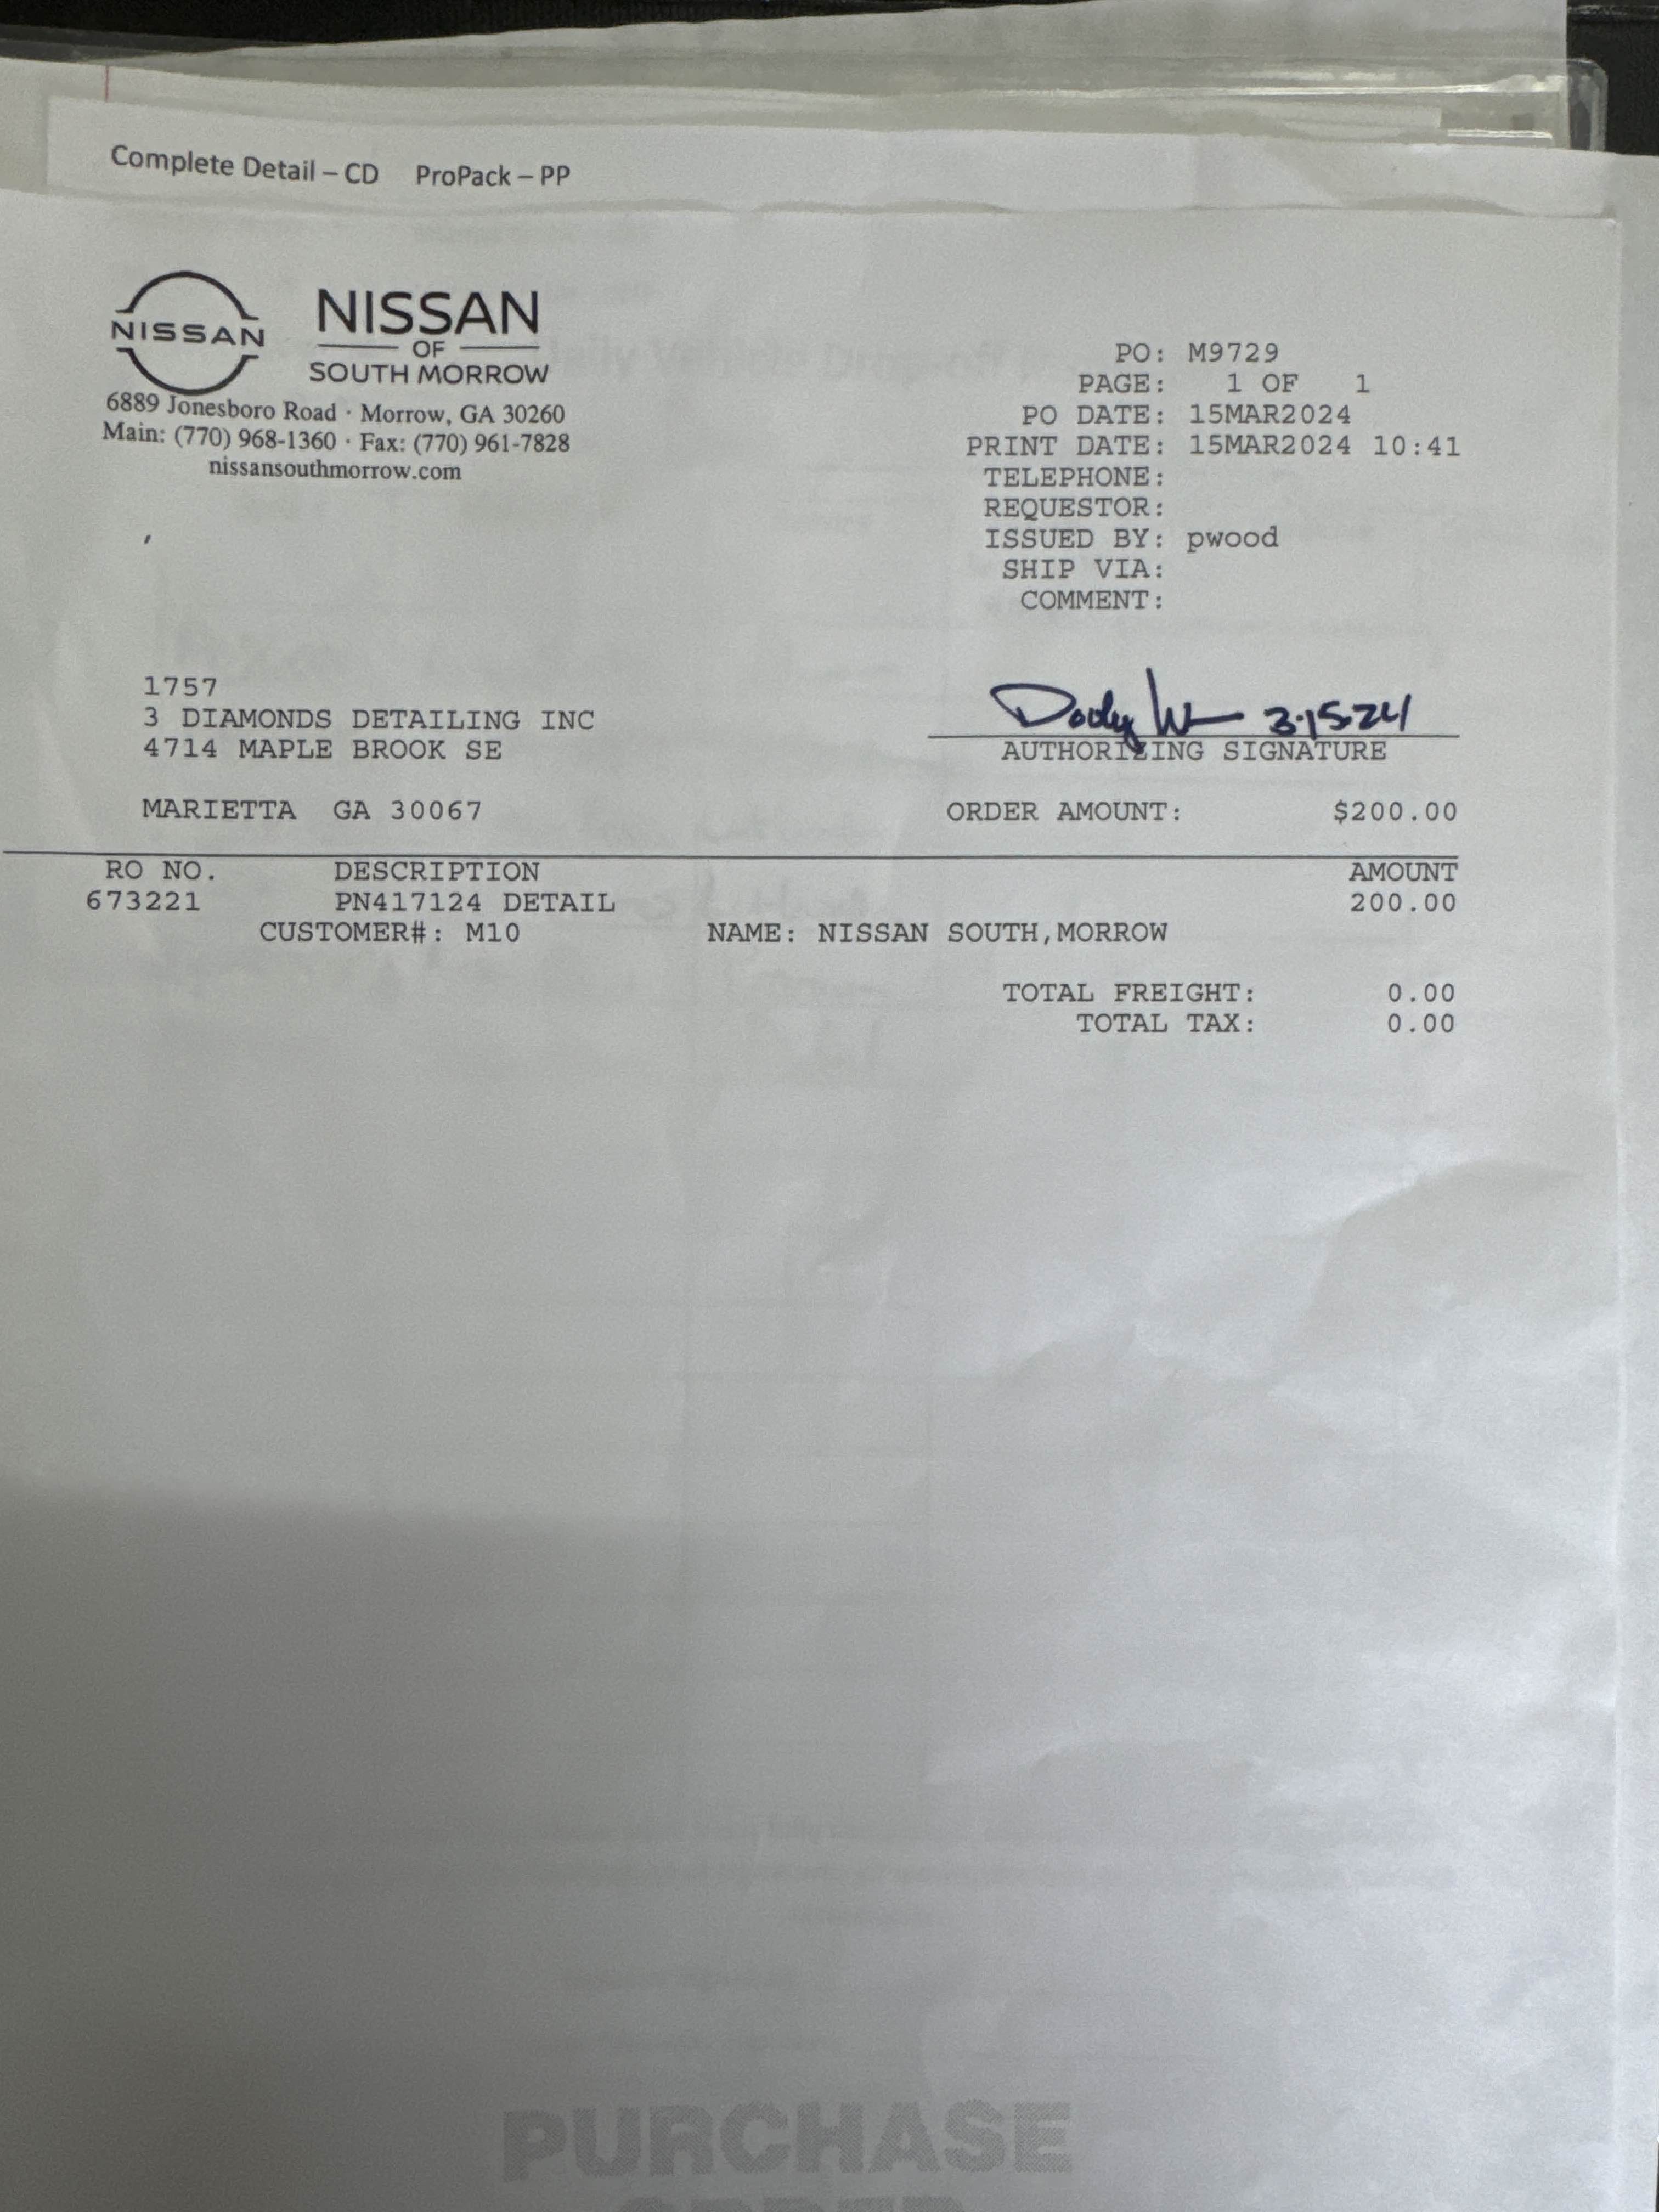 Complete Detail – CD ProPack – PP
NISSAN
NISSAN
OF
SOUTH MORROW
6889 Jonesboro Road · Morrow, GA 30260
Main: (770) 968-1360 · Fax: (770) 961-7828
nissansouthmorrow.com
PO: M9729
PAGE: 1 OF 1
PO DATE: 15MAR2024
PRINT DATE: 15MAR2024 10:41
TELEPHONE:
REQUESTOR:
ISSUED BY: pwood
SHIP VIA:
COMMENT:
1757
3 DIAMONDS DETAILING INC
4714 MAPLE BROOK SE
MARIETTA GA 30067
3-15-24
AUTHORIZING SIGNATURE
ORDER AMOUNT: $200.00
RO NO. DESCRIPTION AMOUNT
673221 PN417124 DETAIL 200.00
CUSTOMER#: M10 NAME: NISSAN SOUTH,MORROW
TOTAL FREIGHT: 0.00
TOTAL TAX: 0.00
PURCHASE
ORDER